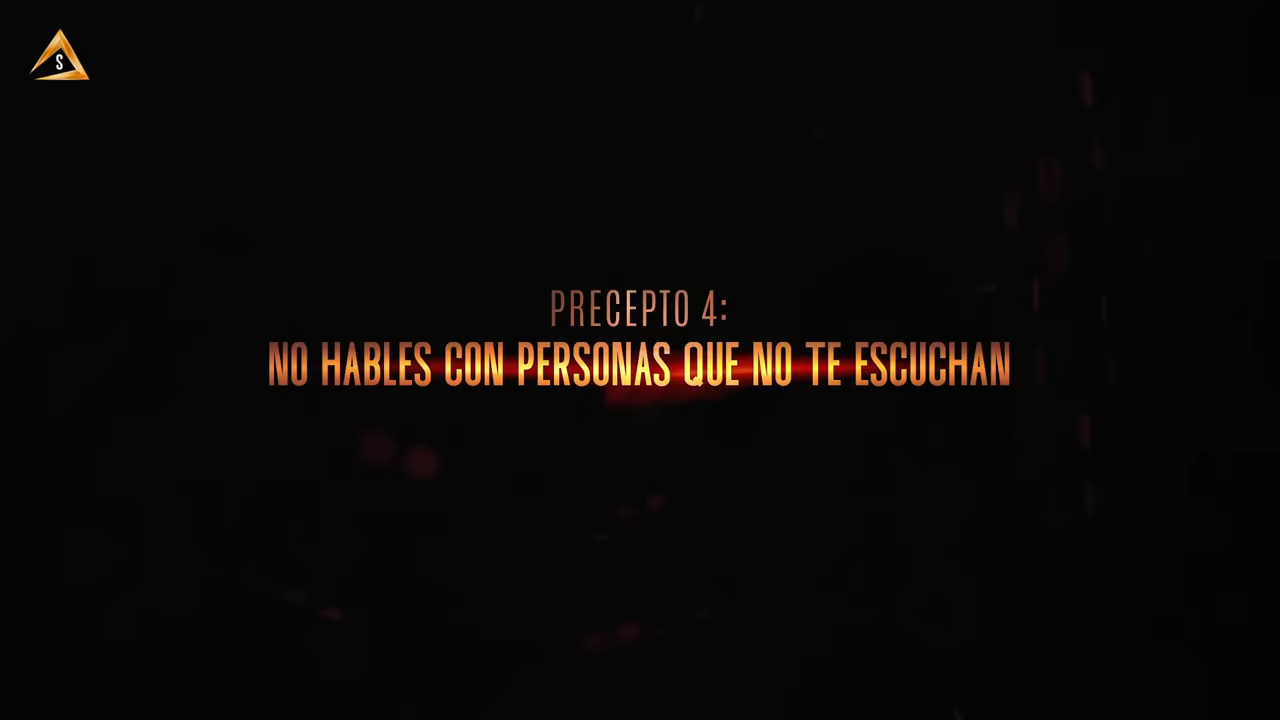 S
PRECEPTO 4:
NO HABLES CON PERSONAS QUE NO TE ESCUCHAN